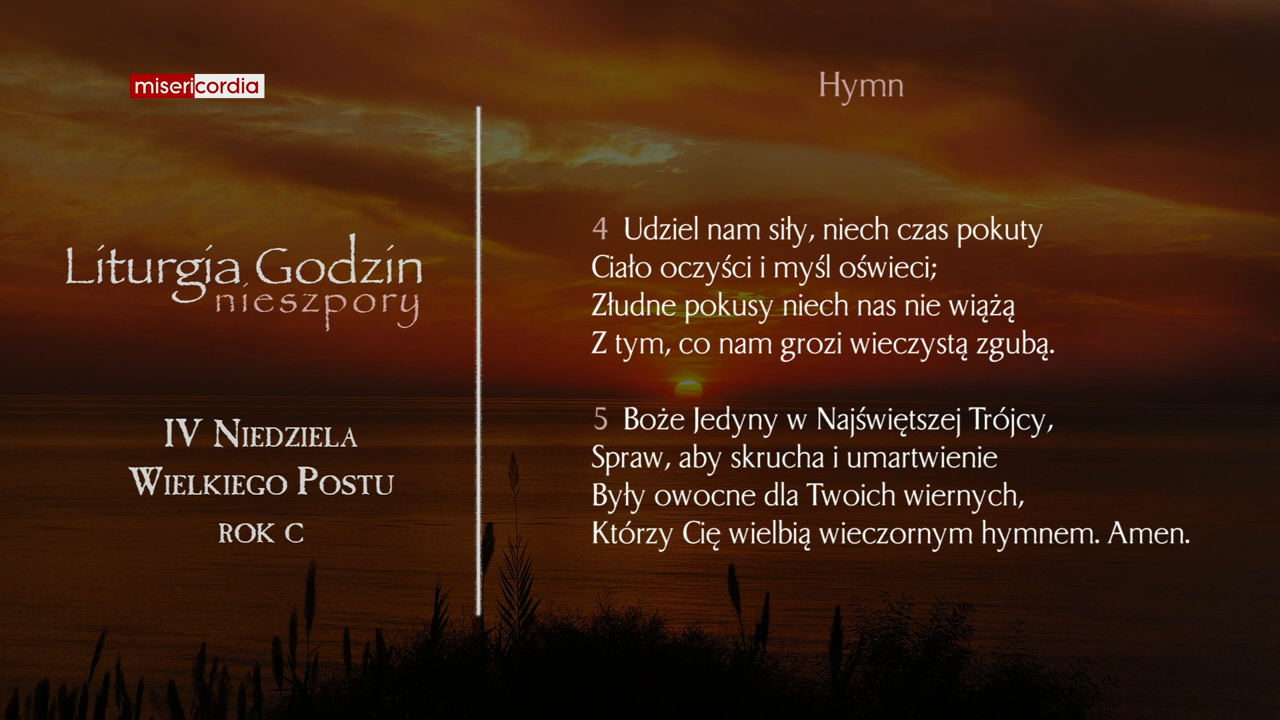 misericordia
Hymn
Liturgia Godzin
nieszpory
IV Niedziela
Wielkiego Postu
rok C
4 Udziel nam siły, niech czas pokuty
Ciało oczyści i myśl oświeci;
Złudne pokusy niech nas nie wiążą
Z tym, co nam grozi wieczystą zgubą.
5 Boże Jedyny w Najświętszej Trójcy,
Spraw, aby skrucha i umartwienie
Były owocne dla Twoich wiernych,
Którzy Cię wielbią wieczornym hymnem. Amen.